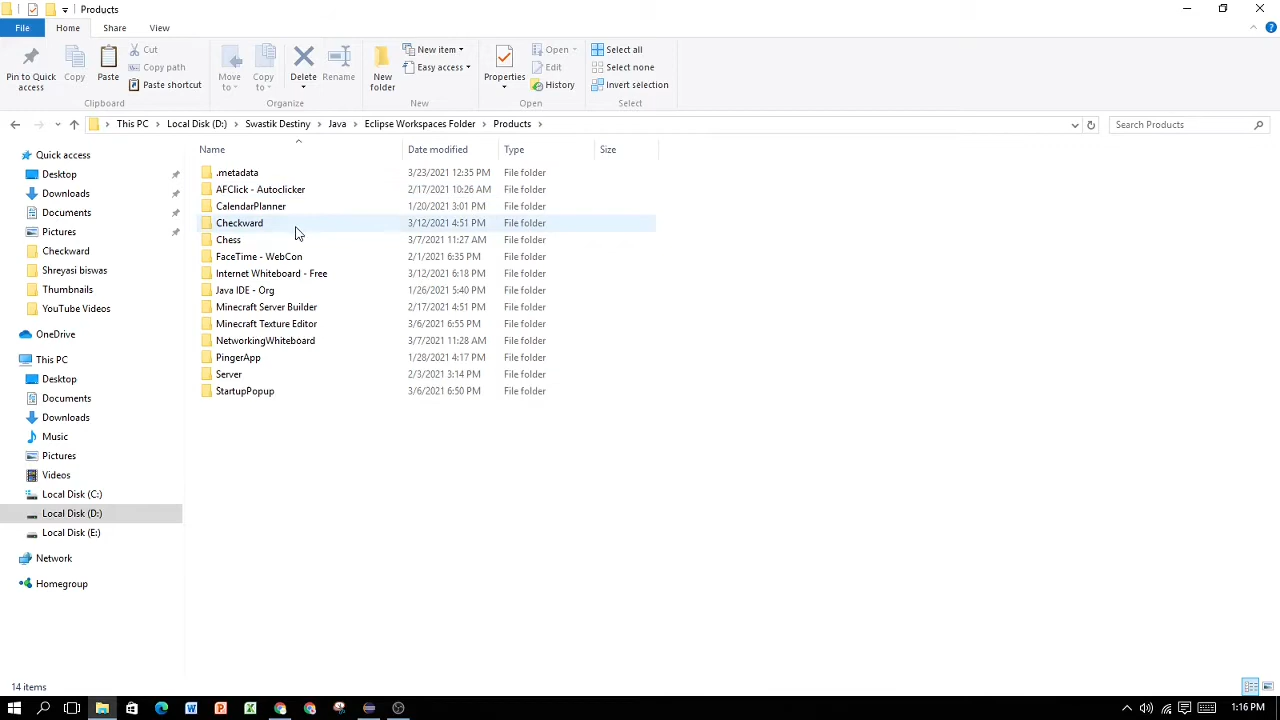 Products
File Home Share View
Pin to Quick access
Copy
Paste
Cut
Copy path
Paste shortcut
Clipboard
Move to
Copy to
Delete
Rename
Organize
New folder
New item
Easy access
New
Properties
Open
Edit
History
Open
Select all
Select none
Invert selection
Select
This PC Local Disk (D:) Swastik Destiny Java Eclipse Workspaces Folder Products
Search Products
Quick access
Desktop
Downloads
Documents
Pictures
Checkward
Shreyasi biswas
Thumbnails
YouTube Videos
OneDrive
This PC
Desktop
Documents
Downloads
Music
Pictures
Videos
Local Disk (C:)
Local Disk (D:)
Local Disk (E:)
Network
Homegroup
Name Date modified Type Size
.metadata 3/23/2021 12:35 PM File folder
AFClick - Autoclicker 2/17/2021 10:26 AM File folder
CalendarPlanner 1/20/2021 3:01 PM File folder
Checkward 3/12/2021 4:51 PM File folder
Chess 3/7/2021 11:27 AM File folder
FaceTime - WebCon 2/1/2021 6:35 PM File folder
Internet Whiteboard - Free 3/12/2021 6:18 PM File folder
Java IDE - Org 1/26/2021 5:40 PM File folder
Minecraft Server Builder 2/17/2021 4:51 PM File folder
Minecraft Texture Editor 3/6/2021 6:55 PM File folder
NetworkingWhiteboard 3/7/2021 11:28 AM File folder
PingerApp 1/28/2021 4:17 PM File folder
Server 2/3/2021 3:14 PM File folder
StartupPopup 3/6/2021 6:50 PM File folder
14 items
1:16 PM